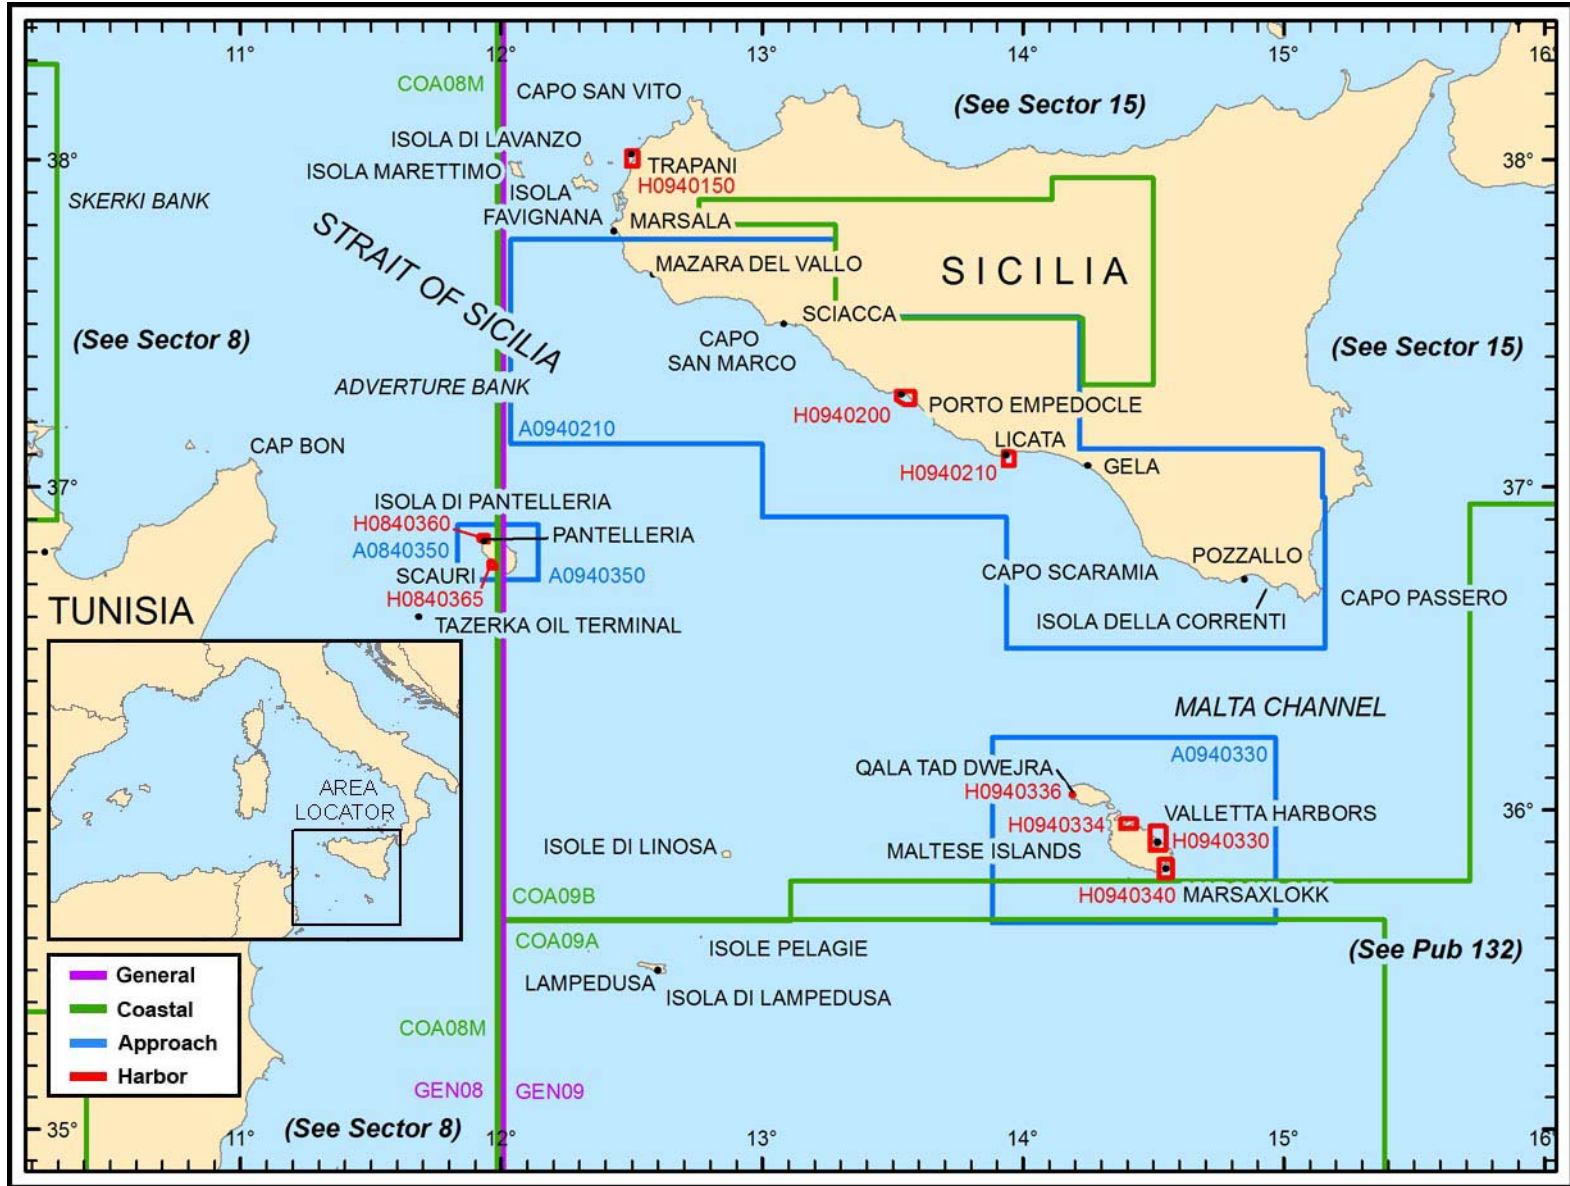 11°
12°
13°
14°
15°
16°
COA08M
CAPO SAN VITO
(See Sector 15)
ISOLA DI LAVANZO
38°
ISOLA MARETTIMO
TRAPANI
H0940150
38°
SKERKI BANK
ISOLA
FAVIGNANA
MARSALA
STRAIT OF SICILIA
MAZARA DEL VALLO
SICILIA
SCIACCA
(See Sector 8)
CAPO
SAN MARCO
(See Sector 15)
ADVERTURE BANK
H0940200
PORTO EMPEDOCLE
A0940210
CAP BON
LICATA
H0940210
GELA
37°
37°
ISOLA DI PANTELLERIA
H0840360
PANTELLERIA
A0840350
SCAURI
A0940350
H0840365
TAZERKA OIL TERMINAL
TUNISIA
POZZALLO
CAPO SCARAMIA
CAPO PASSERO
ISOLA DELLA CORRENTI
MALTA CHANNEL
A0940330
QALA TAD DWEJRA
H0940336
AREA
LOCATOR
36°
VALLETTA HARBORS
H0940334
H0940330
ISOLE DI LINOSA
MALTESE ISLANDS
H0940340
MARSAXLOKK
COA09B
COA09A
ISOLE PELAGIE
(See Pub 132)
LAMPEDUSA
ISOLA DI LAMPEDUSA
General
Coastal
Approach
Harbor
COA08M
GEN08
GEN09
35°
(See Sector 8)
35°
11°
12°
13°
14°
15°
16°